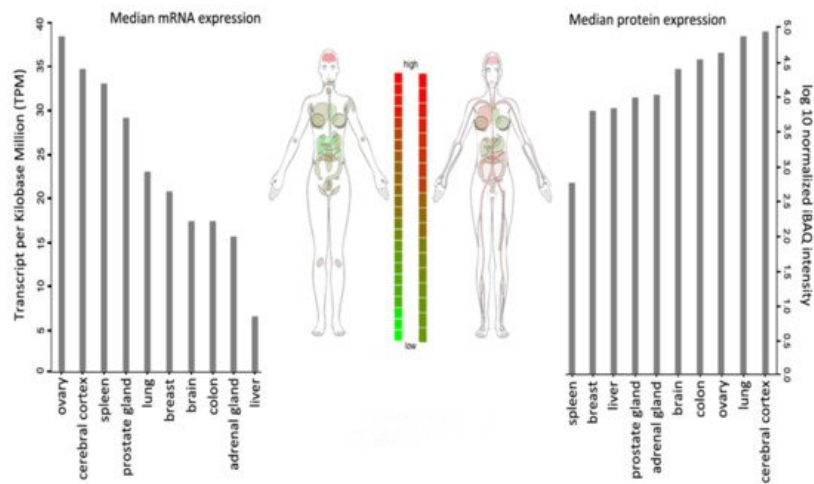 Median mRNA expression
Transcript per Kilobase Million (TPM)
40
35
30
25
20
15
10
5
0
ovary
cerebral cortex
spleen
prostate gland
lung
breast
brain
colon
adrenal gland
liver
high
low
Median protein expression
5.0
4.5
4.0
3.5
3.0
2.5
2.0
1.5
1.0
0.5
0.0
log 10 normalized iBAQ intensity
spleen
breast
liver
prostate gland
adrenal gland
brain
colon
ovary
lung
cerebral cortex